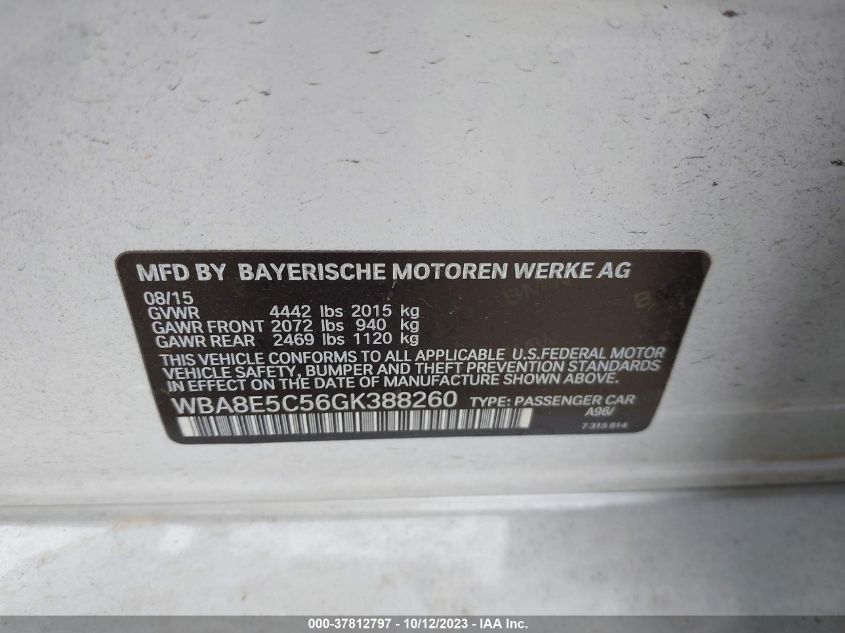 MFD BY BAYERISCHE MOTOREN WERKE AG
08/15
GVWR 4442 lbs 2015 kg
GAWR FRONT 2072 lbs 940 kg
GAWR REAR 2469 lbs 1120 kg
THIS VEHICLE CONFORMS TO ALL APPLICABLE U.S.FEDERAL MOTOR
VEHICLE SAFETY, BUMPER AND THEFT PREVENTION STANDARDS
IN EFFECT ON THE DATE OF MANUFACTURE SHOWN ABOVE.
WBA8E5C56GK388260 TYPE: PASSENGER CAR
A96/
7 315 814
000-37812797 - 10/12/2023 - IAA Inc.